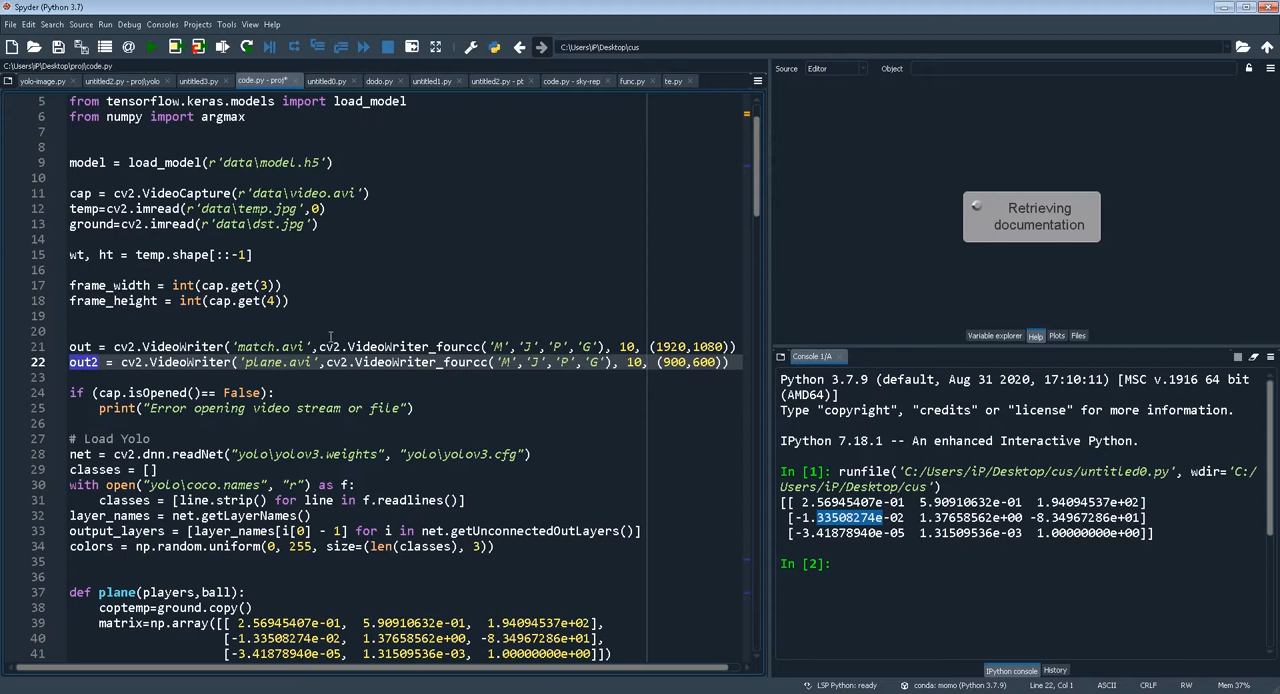 Spyder (Python 3.7)
File Edit Search Source Run Debug Consoles Projects Tools View Help
C:\Users\iP\Desktop\cus
C:\Users\iP\Desktop\proj\code.py
yolo-image.py untitled2.py - proj\yolo untitled3.py code.py - proj* untitled0.py dodo.py untitled1.py untitled2.py - pt code.py - sky-rep func.py te.py
5 from tensorflow.keras.models import load_model
6 from numpy import argmax
7
8
9 model = load_model(r'data\model.h5')
10
11 cap = cv2.VideoCapture(r'data\video.avi')
12 temp=cv2.imread(r'data\temp.jpg',0)
13 ground=cv2.imread(r'data\dst.jpg')
14
15 wt, ht = temp.shape[::-1]
16
17 frame_width = int(cap.get(3))
18 frame_height = int(cap.get(4))
19
20
21 out = cv2.VideoWriter('match.avi',cv2.VideoWriter_fourcc('M','J','P','G'), 10, (1920,1080))
22 out2 = cv2.VideoWriter('plane.avi',cv2.VideoWriter_fourcc('M','J','P','G'), 10, (900,600))
23
24 if (cap.isOpened()== False):
25 print("Error opening video stream or file")
26
27 # Load Yolo
28 net = cv2.dnn.readNet("yolo\yolov3.weights", "yolo\yolov3.cfg")
29 classes = []
30 with open("yolo\coco.names", "r") as f:
31 classes = [line.strip() for line in f.readlines()]
32 layer_names = net.getLayerNames()
33 output_layers = [layer_names[i[0] - 1] for i in net.getUnconnectedOutLayers()]
34 colors = np.random.uniform(0, 255, size=(len(classes), 3))
35
36
37 def plane(players,ball):
38 coptemp=ground.copy()
39 matrix=np.array([[ 2.56945407e-01, 5.90910632e-01, 1.94094537e+02],
40 [-1.33508274e-02, 1.37658562e+00, -8.34967286e+01],
41 [-3.41878940e-05, 1.31509536e-03, 1.00000000e+00]])
Source Editor Object
Retrieving
documentation
Variable explorer Help Plots Files
Console 1/A
Python 3.7.9 (default, Aug 31 2020, 17:10:11) [MSC v.1916 64 bit
(AMD64)]
Type "copyright", "credits" or "license" for more information.
IPython 7.18.1 -- An enhanced Interactive Python.
In [1]: runfile('C:/Users/iP/Desktop/cus/untitled0.py', wdir='C:/
Users/iP/Desktop/cus')
[[ 2.56945407e-01 5.90910632e-01 1.94094537e+02]
[-1.33508274e-02 1.37658562e+00 -8.34967286e+01]
[-3.41878940e-05 1.31509536e-03 1.00000000e+00]]
In [2]:
IPython console History
LSP Python: ready conda: momo (Python 3.7.9) Line 22, Col 1 ASCII CRLF RW Mem 37%